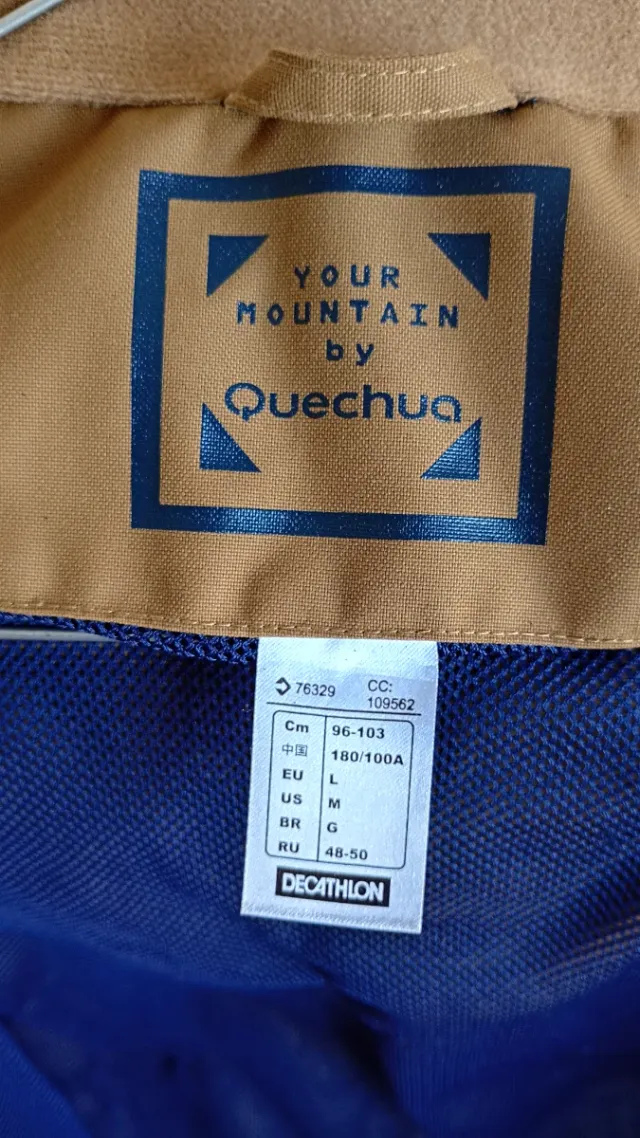 YOUR
MOUNTAIN
by
Quechua
76329 CC:
109562
Cm 96-103
中国 180/100A
EU L
US M
BR G
RU 48-50
DECATHLON